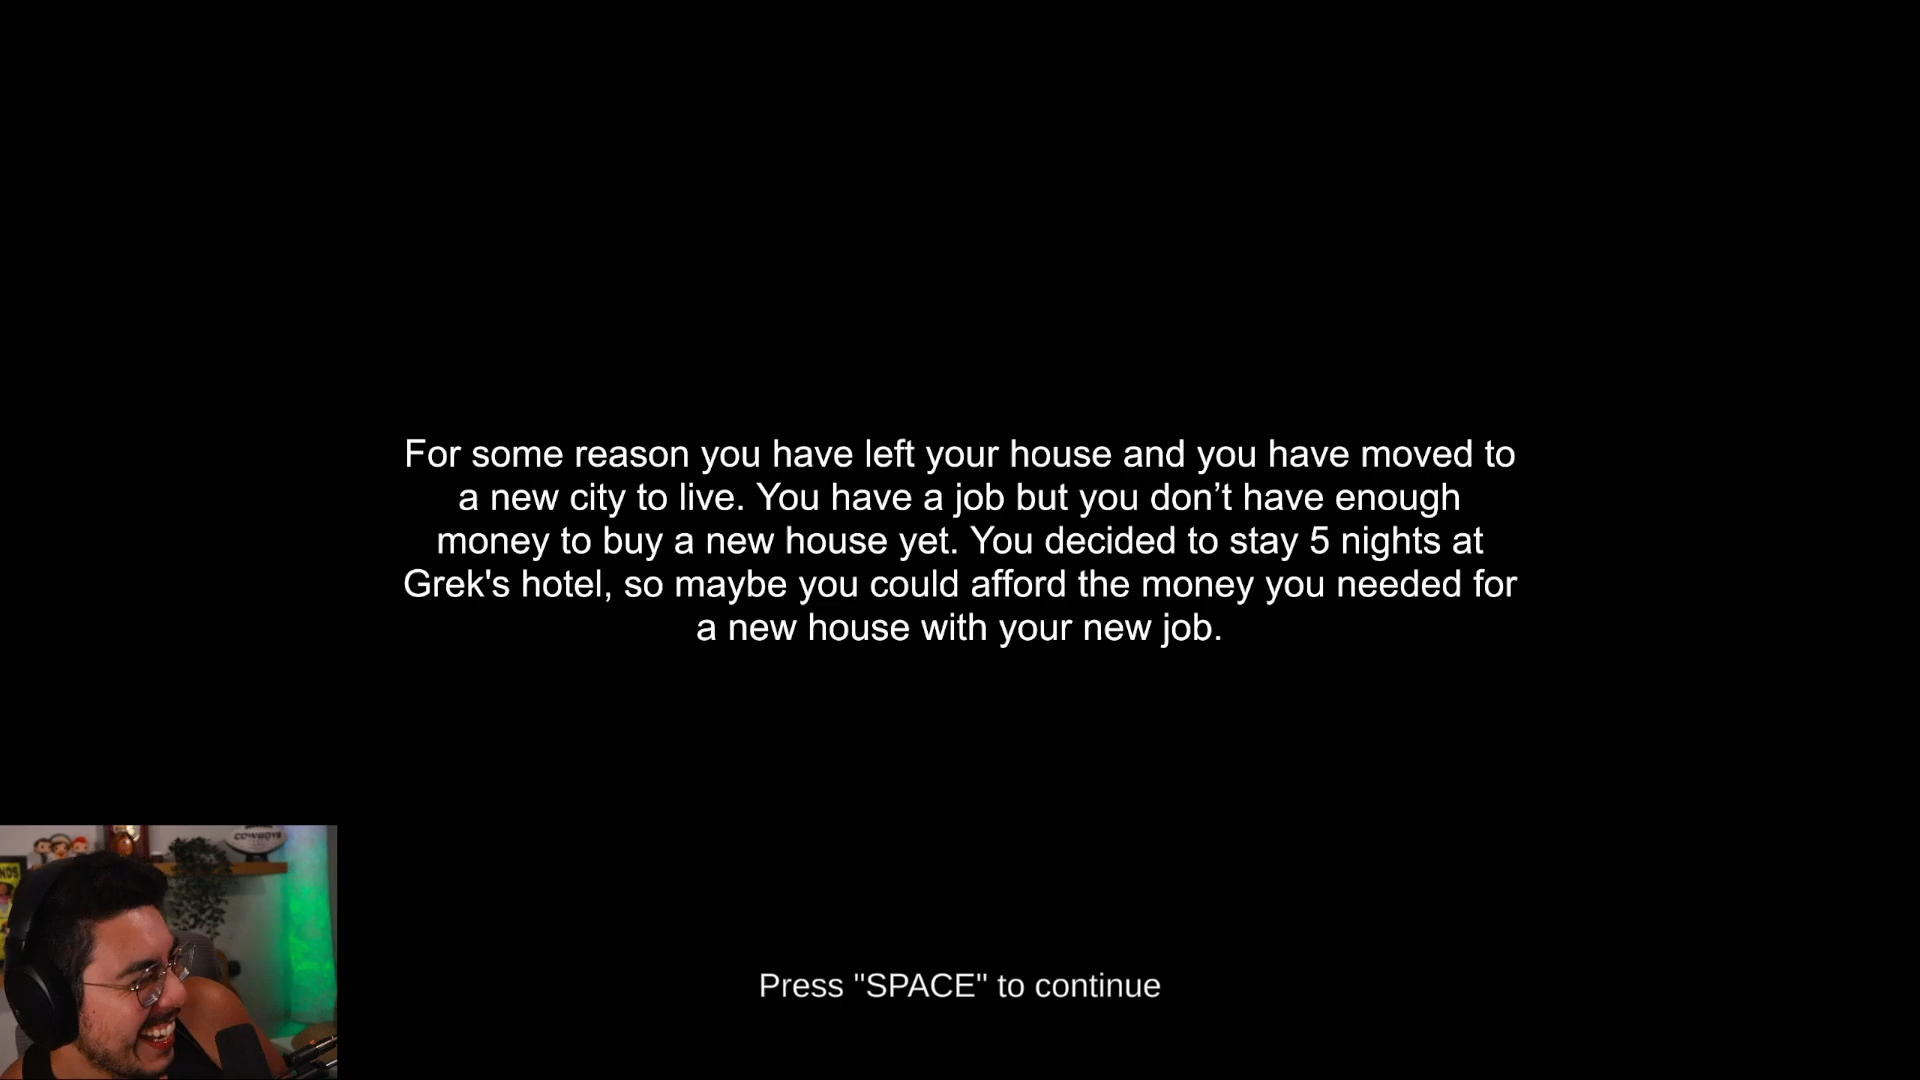 For some reason you have left your house and you have moved to
a new city to live. You have a job but you don’t have enough
money to buy a new house yet. You decided to stay 5 nights at
Grek's hotel, so maybe you could afford the money you needed for
a new house with your new job.
COWBOYS
NDS
Press "SPACE" to continue